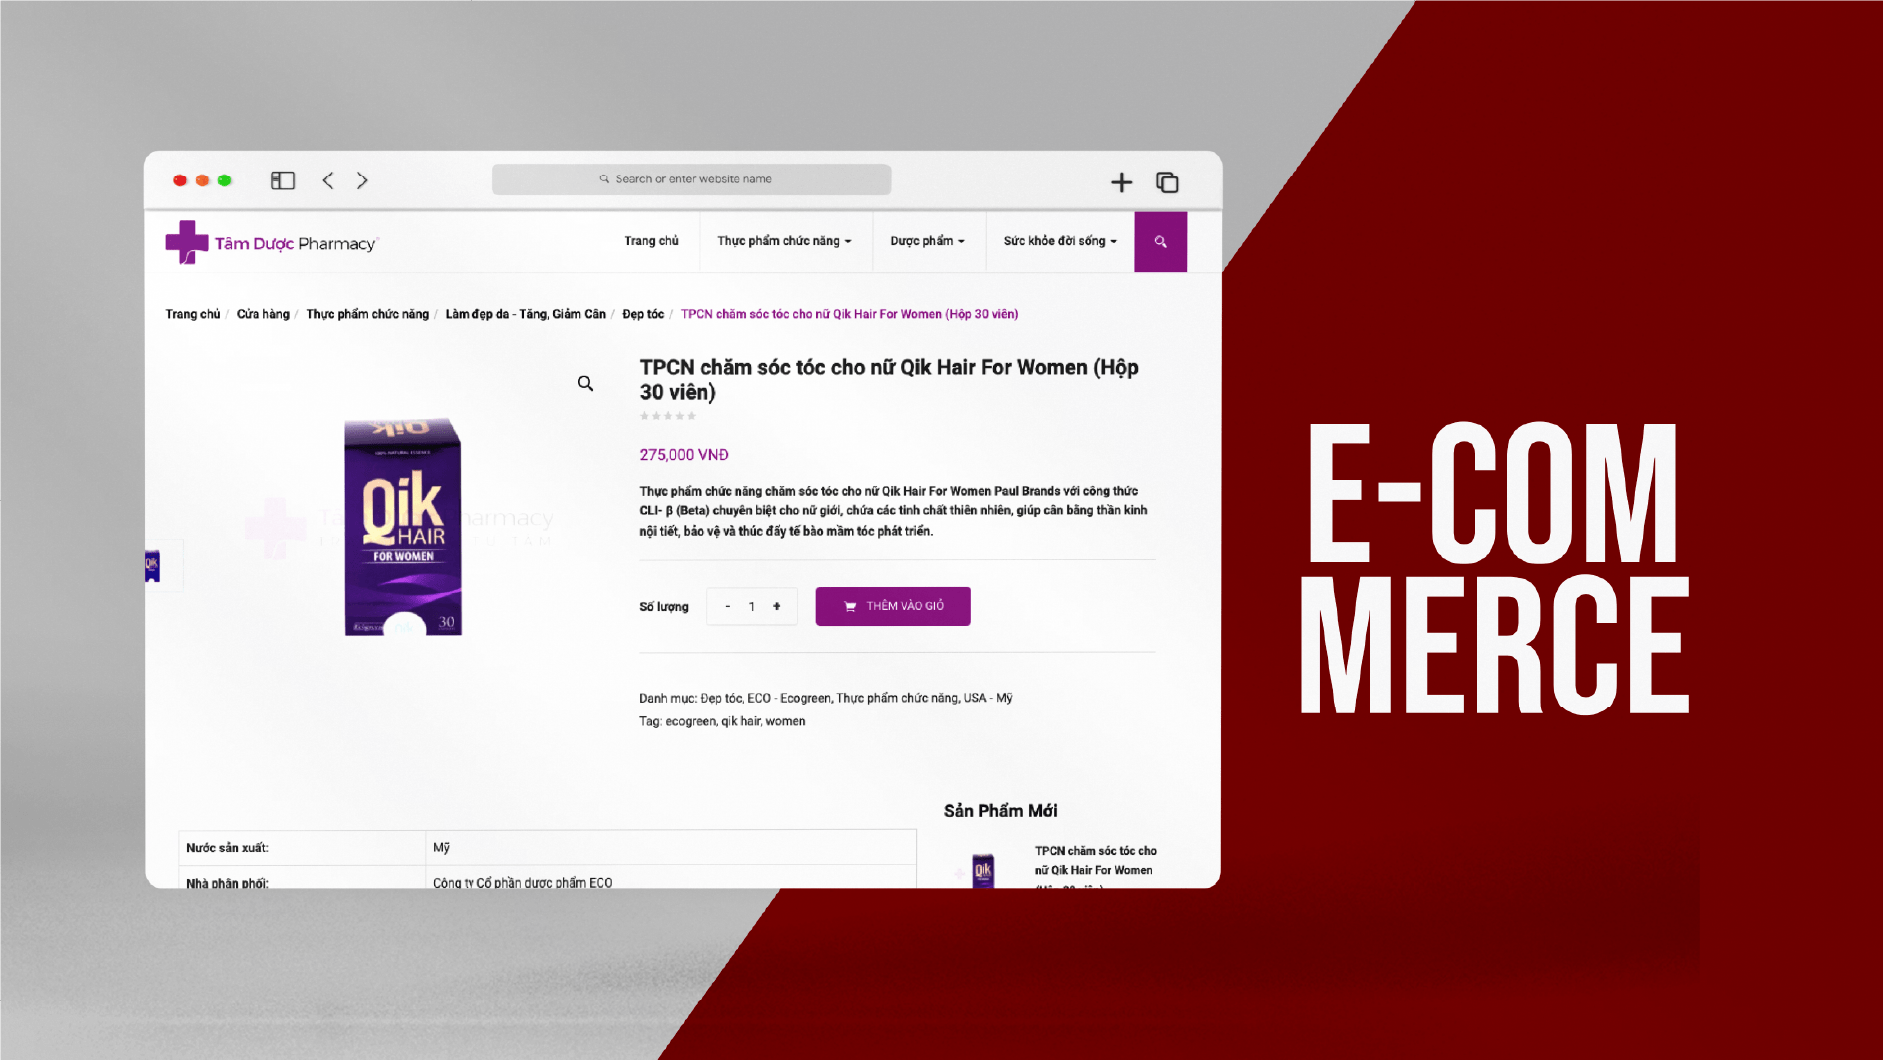 Search or enter website name
Tâm Dược Pharmacy
Trang chủ
Thực phẩm chức năng
Dược phẩm
Sức khỏe đời sống
Trang chủ / Cửa hàng / Thực phẩm chức năng / Làm đẹp da - Tăng, Giảm Cân / Đẹp tóc / TPCN chăm sóc tóc cho nữ Qik Hair For Women (Hộp 30 viên)
TPCN chăm sóc tóc cho nữ Qik Hair For Women (Hộp
30 viên)
275,000 VNĐ
Thực phẩm chức năng chăm sóc tóc cho nữ Qik Hair For Women Paul Brands với công thức
CLI- β (Beta) chuyên biệt cho nữ giới, chứa các tinh chất thiên nhiên, giúp cân bằng thần kinh
nội tiết, bảo vệ và thúc đẩy tế bào mầm tóc phát triển.
Số lượng
- 1 +
THÊM VÀO GIỎ
Danh mục: Đẹp tóc, ECO - Ecogreen, Thực phẩm chức năng, USA - Mỹ
Tag: ecogreen, qik hair, women
Qik
100% NATURAL ESSENCE
Qik
HAIR
FOR WOMEN
30
Qik
Sản Phẩm Mới
Qik
TPCN chăm sóc tóc cho
nữ Qik Hair For Women
Nước sản xuất: Mỹ
Nhà phân phối: Công ty Cổ phần dược phẩm ECO
E-COM
MERCE